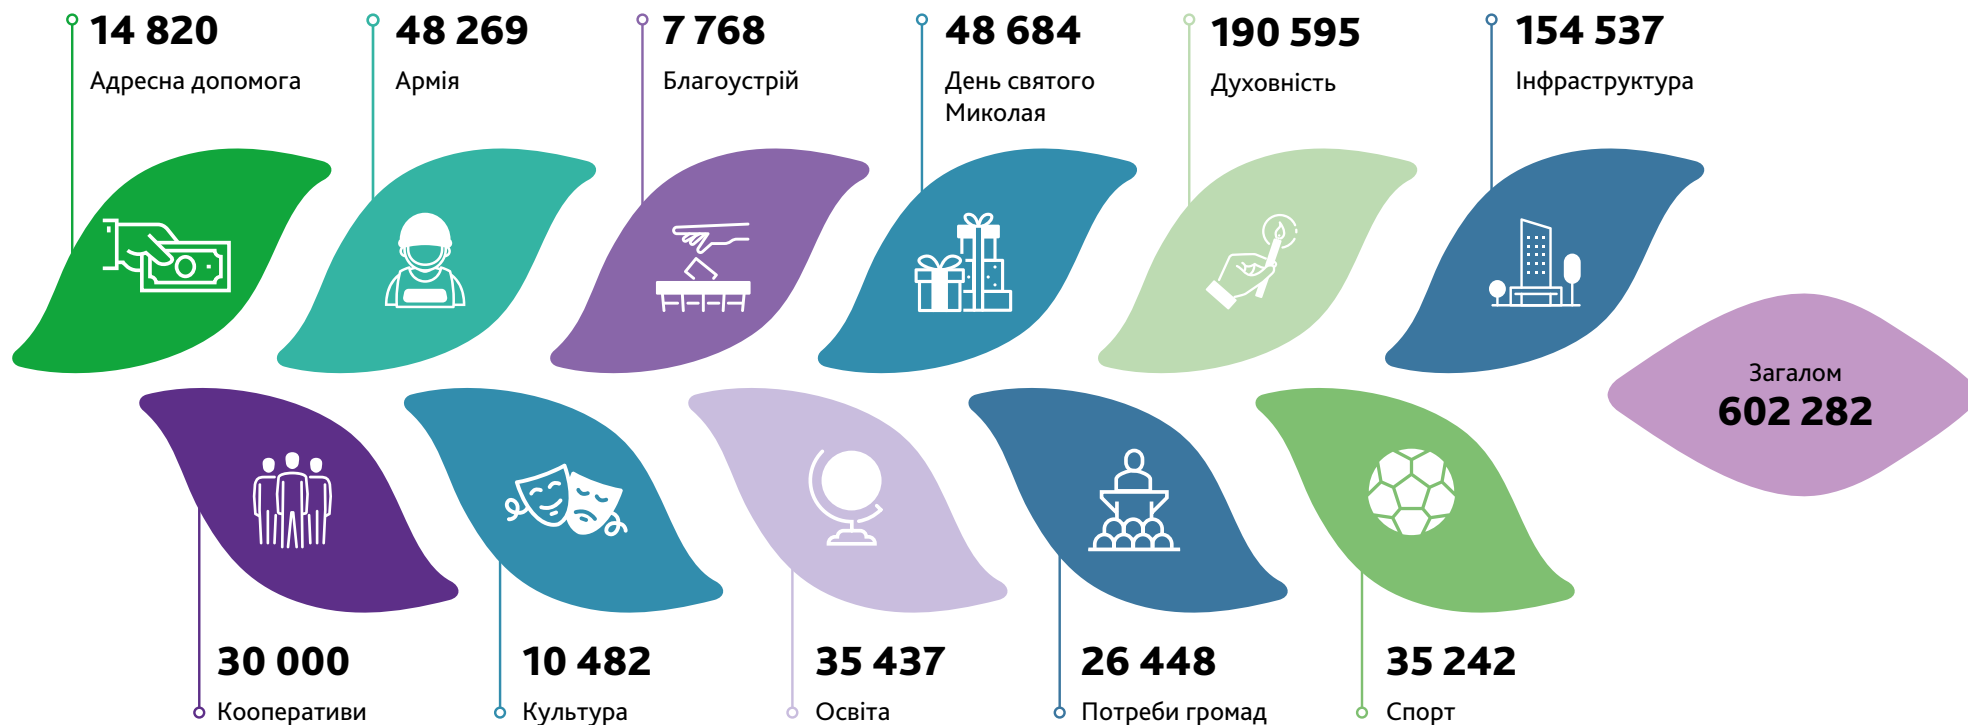 14 820
Адресна допомога
48 269
Армія
7 768
Благоустрій
48 684
День святого
Миколая
190 595
Духовність
154 537
Інфраструктура
Загалом
602 282
30 000
Кооперативи
10 482
Культура
35 437
Освіта
26 448
Потреби громад
35 242
Спорт